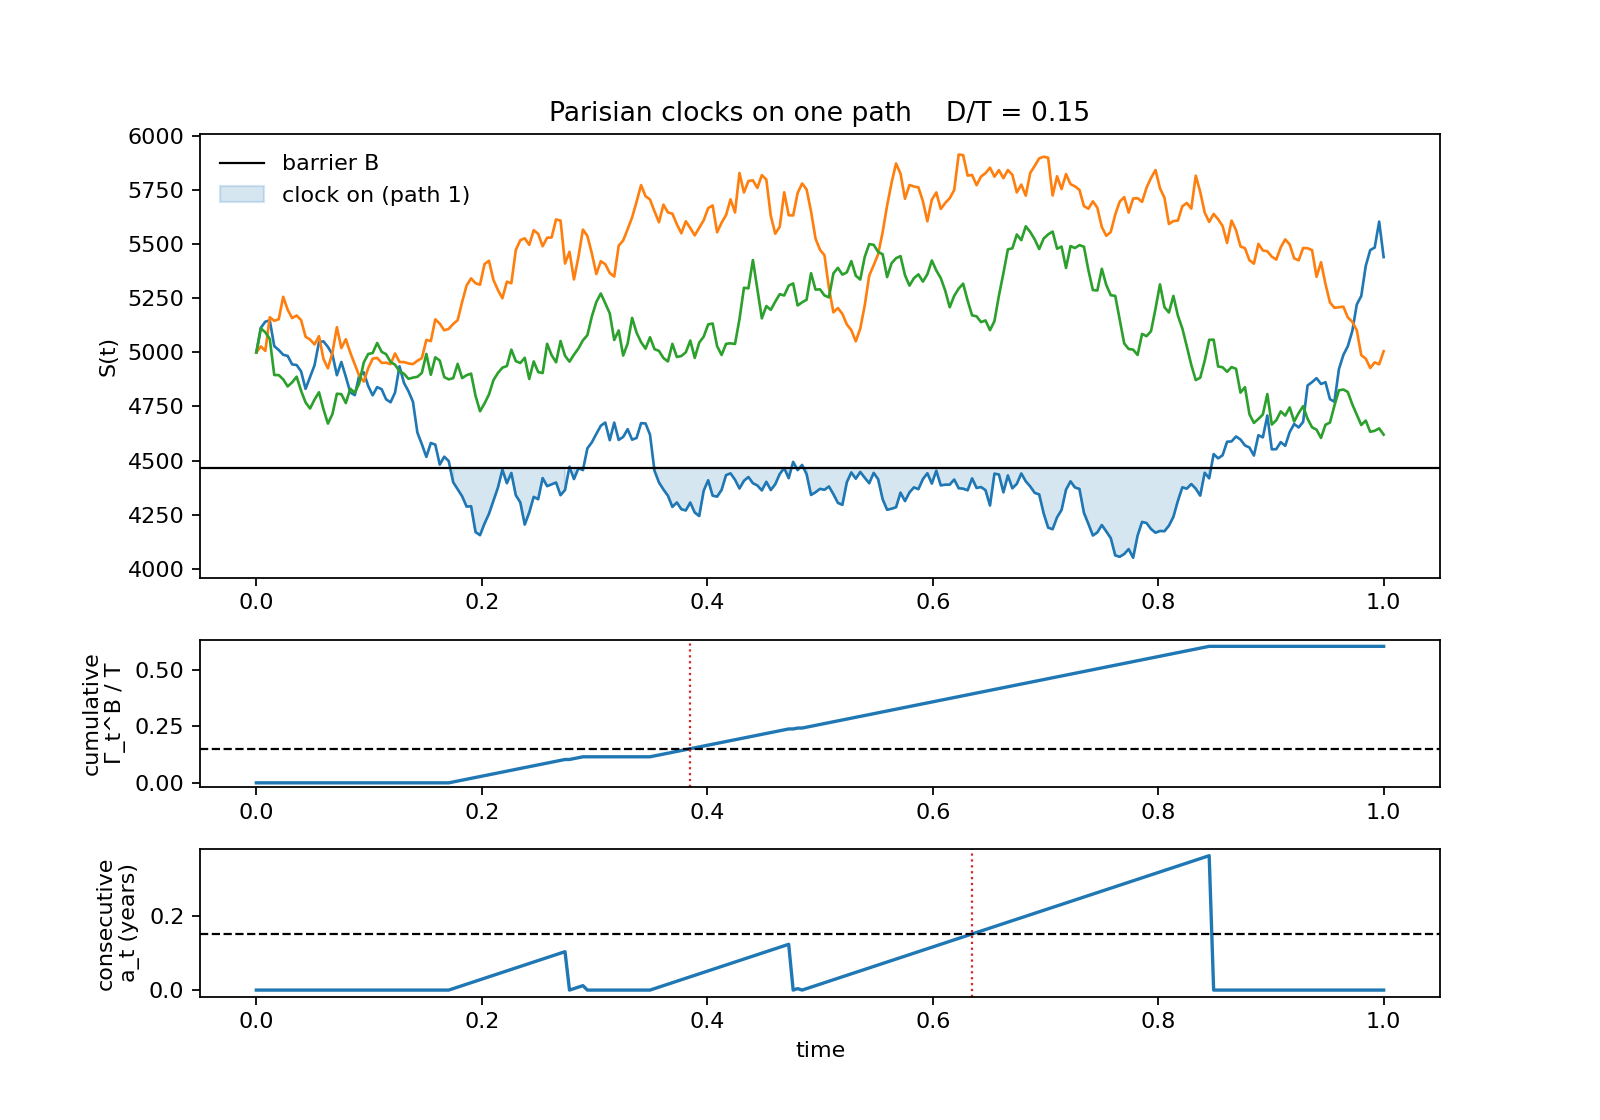 Parisian clocks on one path    D/T = 0.15
barrier B
clock on (path 1)
S(t)
6000
5750
5500
5250
5000
4750
4500
4250
4000
0.0 0.2 0.4 0.6 0.8 1.0
cumulative
Γ_t^B / T
0.50
0.25
0.00
0.0 0.2 0.4 0.6 0.8 1.0
consecutive
a_t (years)
0.2
0.0
0.0 0.2 0.4 0.6 0.8 1.0
time